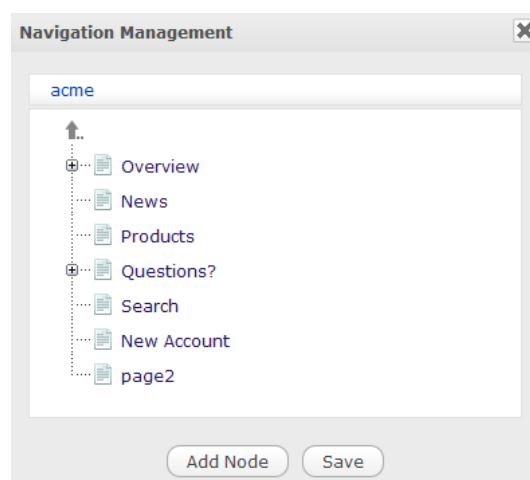 Navigation Management
acme
..
Overview
News
Products
Questions?
Search
New Account
page2
Add Node Save